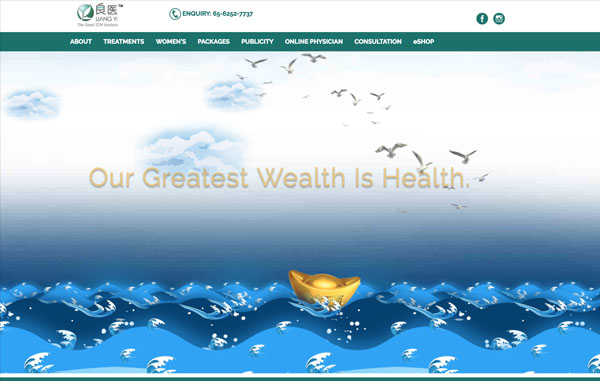 良医™
LIANG YI
The Good TCM Healers
ENQUIRY: 65-6252-7737
ABOUT TREATMENTS WOMEN'S PACKAGES PUBLICITY ONLINE PHYSICIAN CONSULTATION eSHOP
Our Greatest Wealth Is Health.